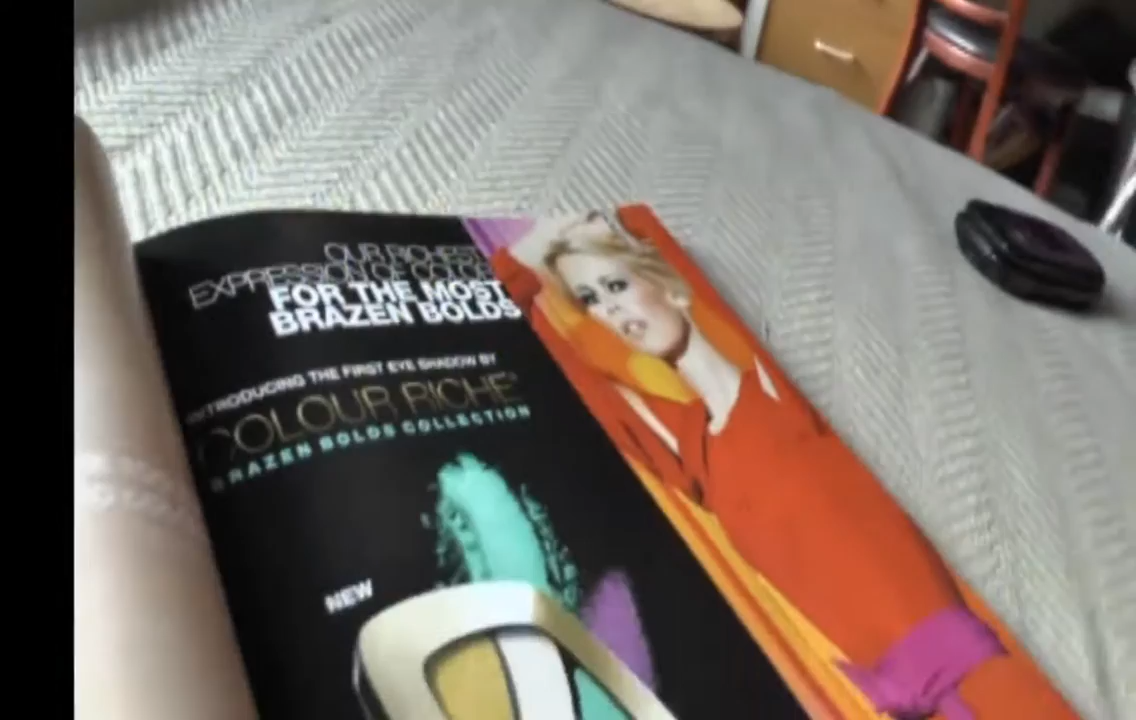 OUR RICHEST
EXPRESSION OF COLOR
FOR THE MOST
BRAZEN BOLDS
INTRODUCING THE FIRST EYE SHADOW BY
COLOUR RICHE
BRAZEN BOLDS COLLECTION
NEW